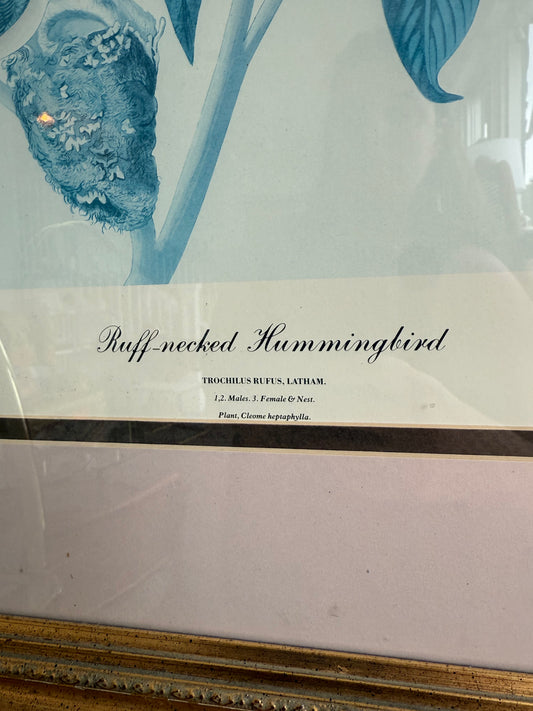 Ruff-necked Hummingbird
TROCHILUS RUFUS, LATHAM.
1,2. Males. 3. Female & Nest.
Plant, Cleome heptaphylla.